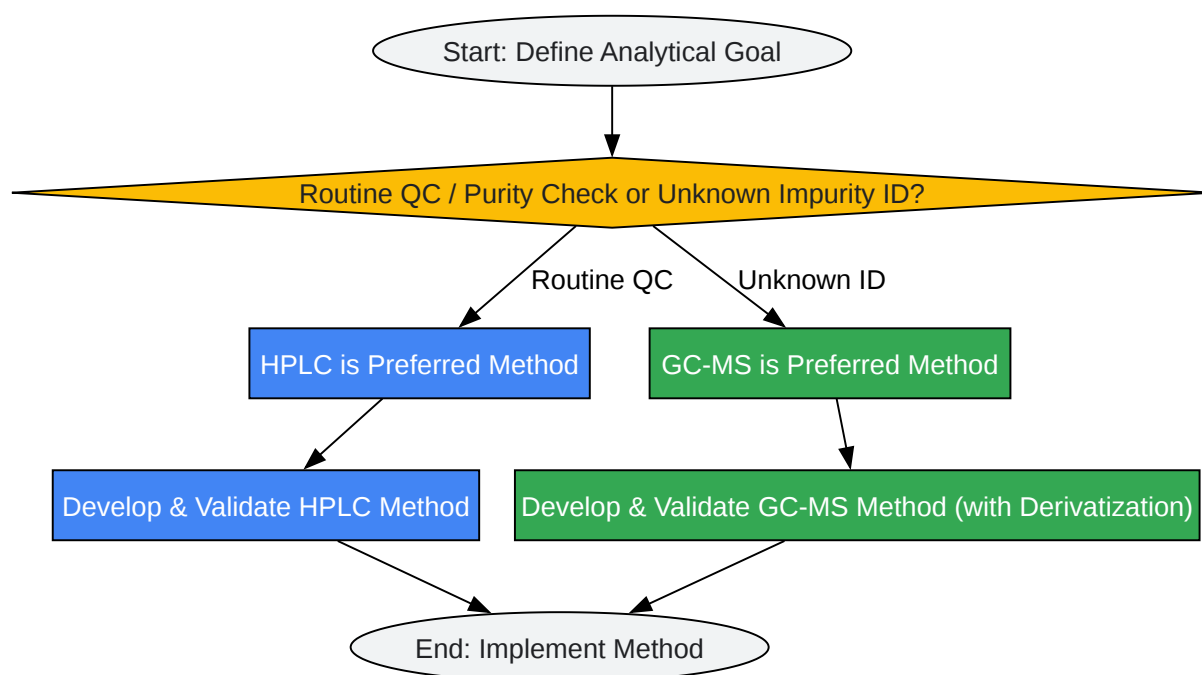 Start: Define Analytical Goal
Routine QC / Purity Check or Unknown Impurity ID?
Routine QC
Unknown ID
HPLC is Preferred Method
GC-MS is Preferred Method
Develop & Validate HPLC Method
Develop & Validate GC-MS Method (with Derivatization)
End: Implement Method